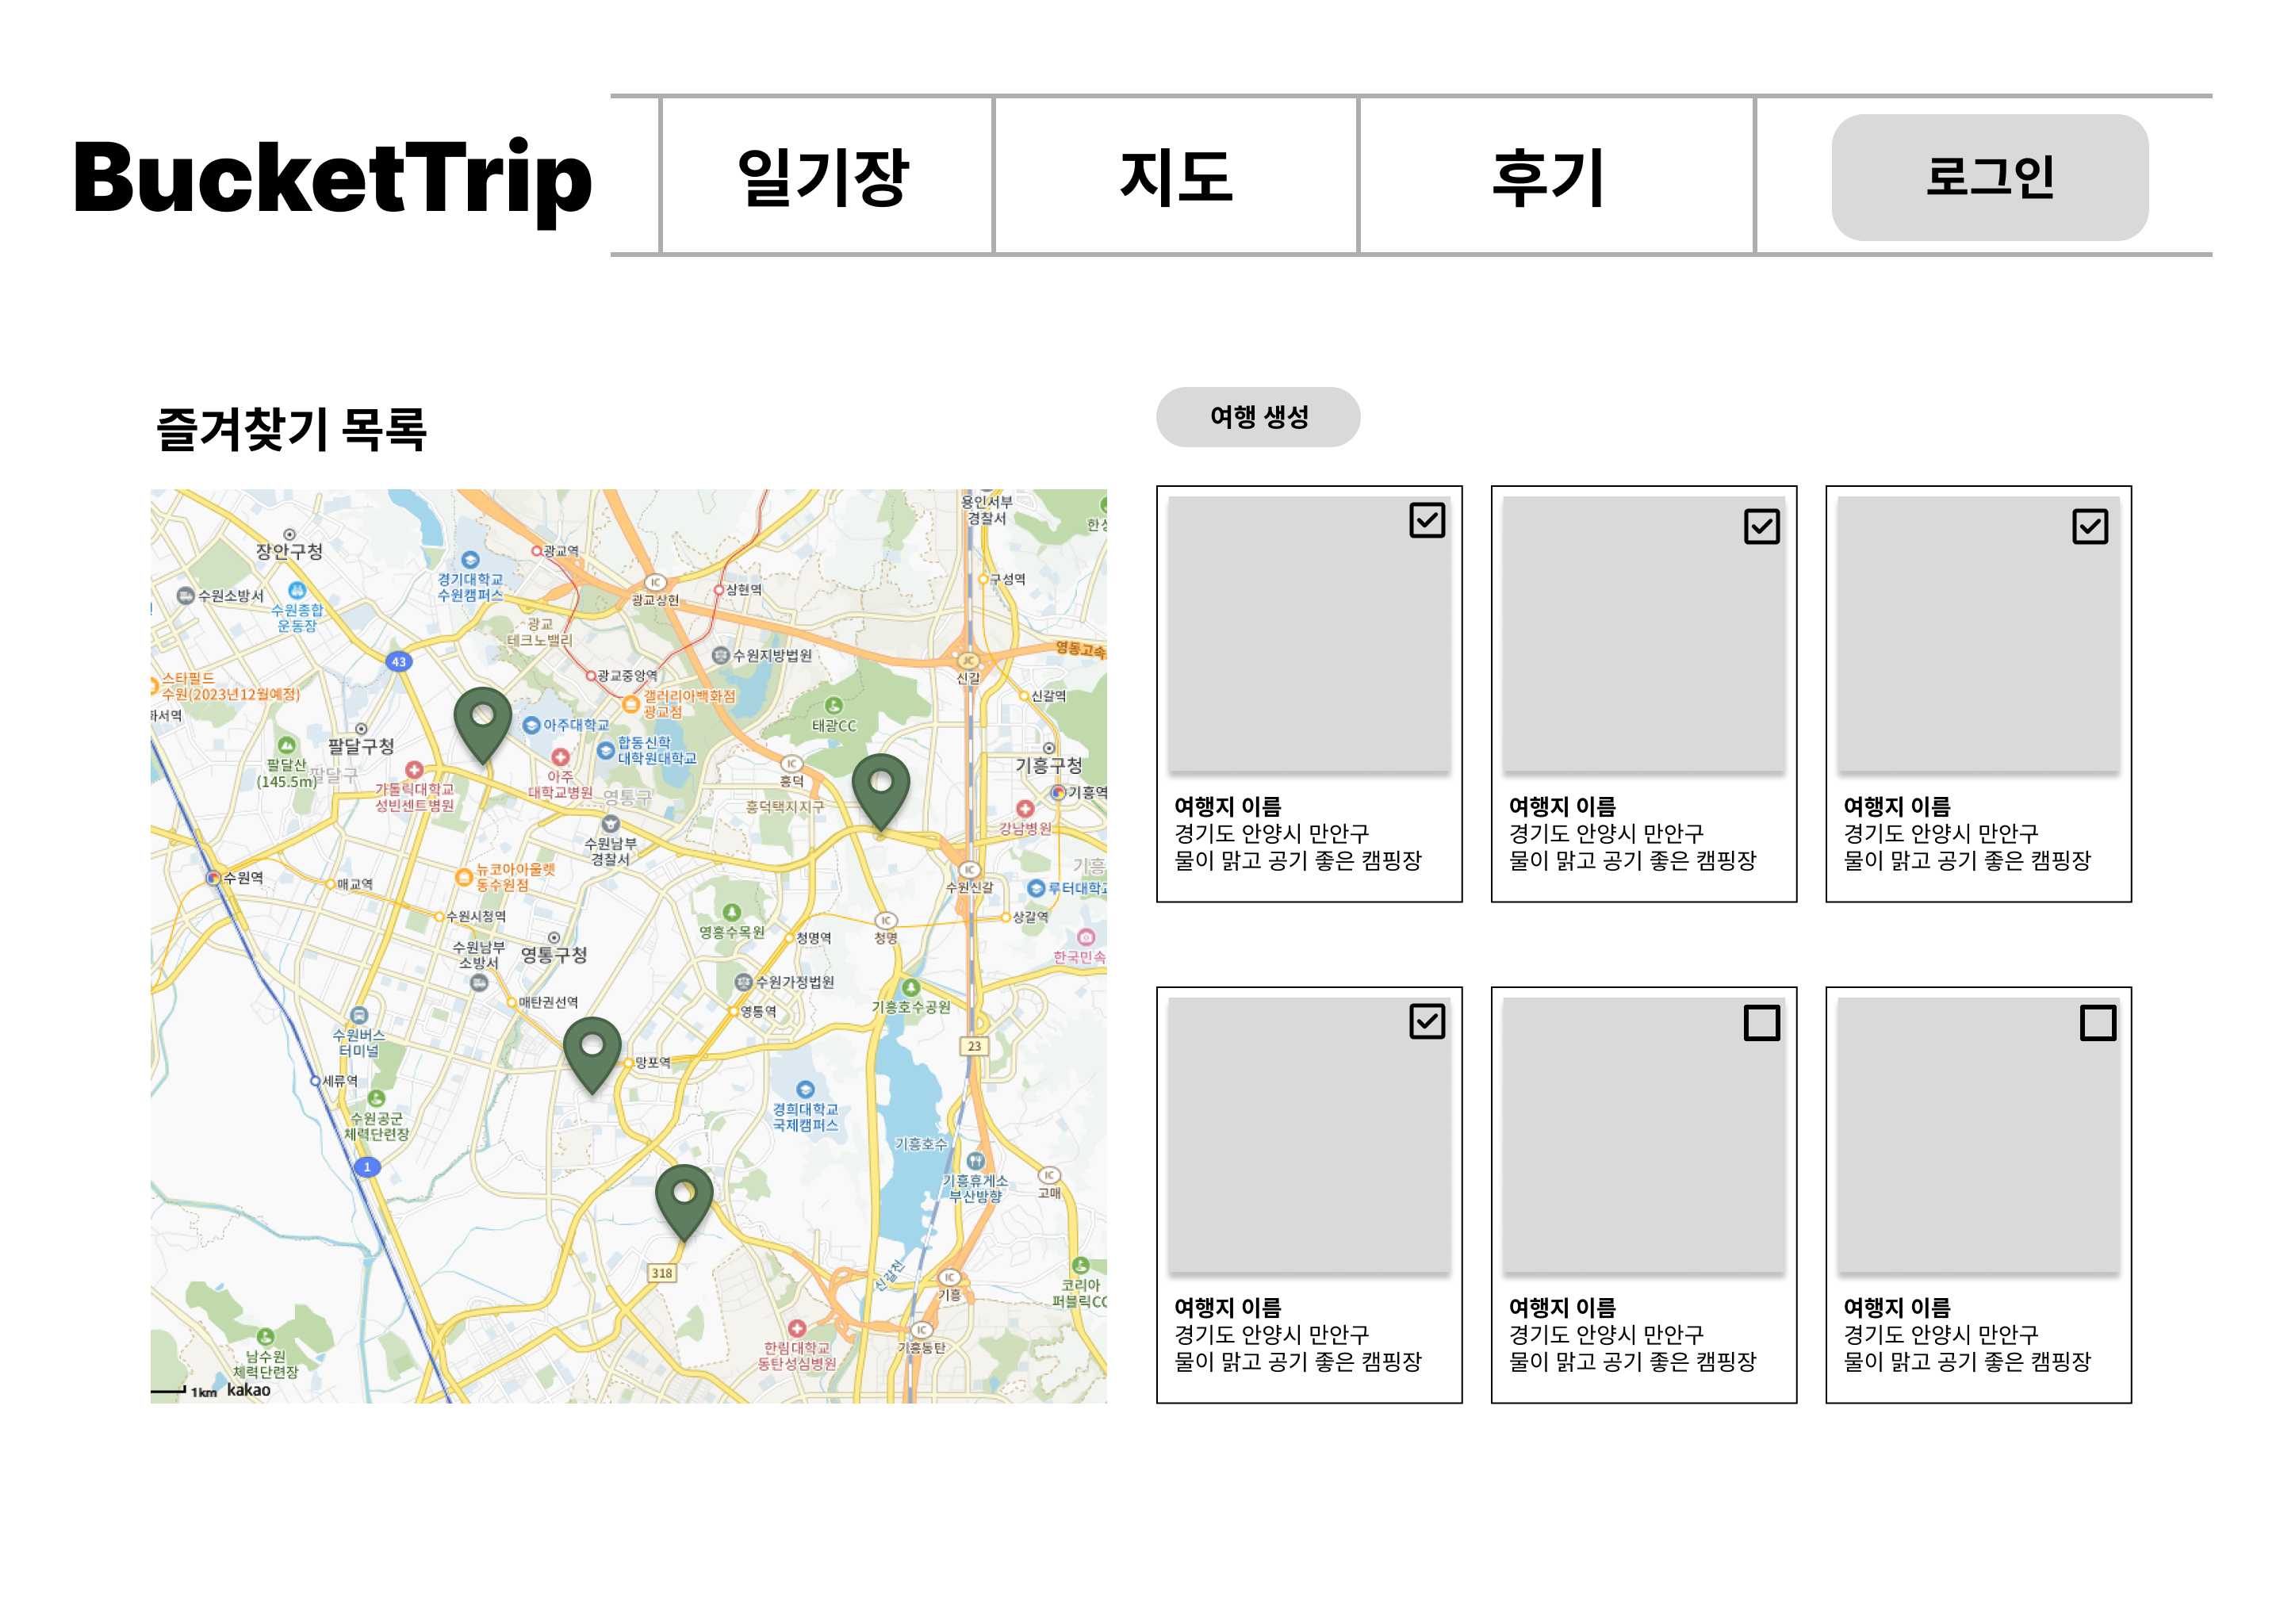 BucketTrip
일기장
지도
후기
로그인
즐겨찾기 목록
여행 생성
용인서부
경찰서
장안구청
광교역
경기대학교
수원캠퍼스
IC
광교상현
상현역
구성역
수원소방서
수원종합
운동장
광교
테크노밸리
43
수원지방법원
영동고속
JC
신갈
광교중앙역
스타필드
수원(2023년12월예정)
갤러리아백화점
광교점
신갈역
화서역
아주대학교
태광CC
팔달구청
합동신학
대학원대학교
팔달산
(145.5m)
팔달구
IC
흥덕
기흥구청
가톨릭대학교
성빈센트병원
아주
대학교병원
영통구
흥덕택지지구
기흥역
강남병원
수원남부
경찰서
뉴코아아울렛
동수원점
수원역
매교역
IC
수원신갈
기흥
루터대학교
수원시청역
영흥수목원
청명역
IC
청명
상갈역
수원남부
소방서
영통구청
한국민속
수원가정법원
매탄권선역
영통역
기흥호수공원
수원버스
터미널
23
망포역
세류역
경희대학교
국제캠퍼스
수원공군
체력단련장
기흥호수
1
기흥휴게소
부산방향
IC
고매
318
신갈천
IC
기흥
코리아
퍼블릭CC
한림대학교
동탄성심병원
IC
기흥동탄
남수원
체력단련장
1km kakao
여행지 이름
경기도 안양시 만안구
물이 맑고 공기 좋은 캠핑장
여행지 이름
경기도 안양시 만안구
물이 맑고 공기 좋은 캠핑장
여행지 이름
경기도 안양시 만안구
물이 맑고 공기 좋은 캠핑장
여행지 이름
경기도 안양시 만안구
물이 맑고 공기 좋은 캠핑장
여행지 이름
경기도 안양시 만안구
물이 맑고 공기 좋은 캠핑장
여행지 이름
경기도 안양시 만안구
물이 맑고 공기 좋은 캠핑장